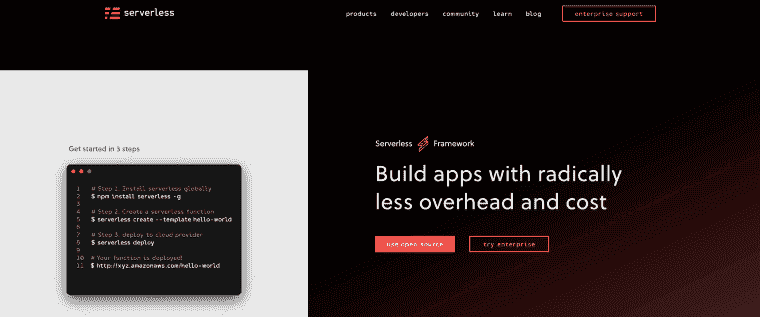 serverless
products developers community learn blog enterprise support
Get started in 3 steps
1 # Step 1. Install serverless globally
2 $ npm install serverless -g
3
4 # Step 2. Create a serverless function
5 $ serverless create --template hello-world
6
7 # Step 3. deploy to cloud provider
8 $ serverless deploy
9
10 # Your function is deployed!
11 $ http://xyz.amazonaws.com/hello-world
Serverless Framework
Build apps with radically
less overhead and cost
use open-source try enterprise